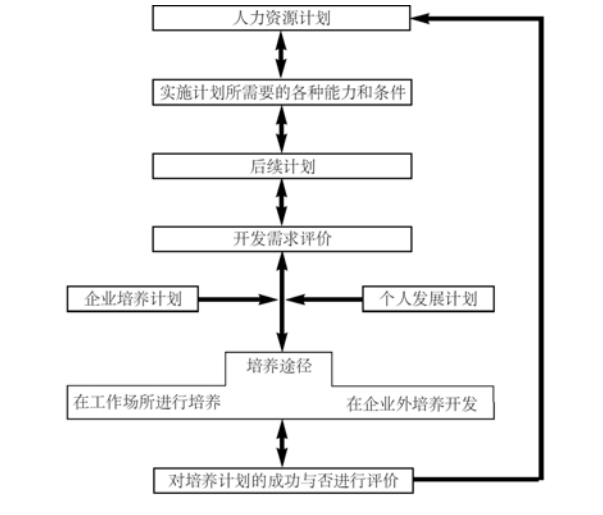 人力资源计划
实施计划所需要的各种能力和条件
后续计划
开发需求评价
企业培养计划
个人发展计划
培养途径
在工作场所进行培养
在企业外培养开发
对培养计划的成功与否进行评价